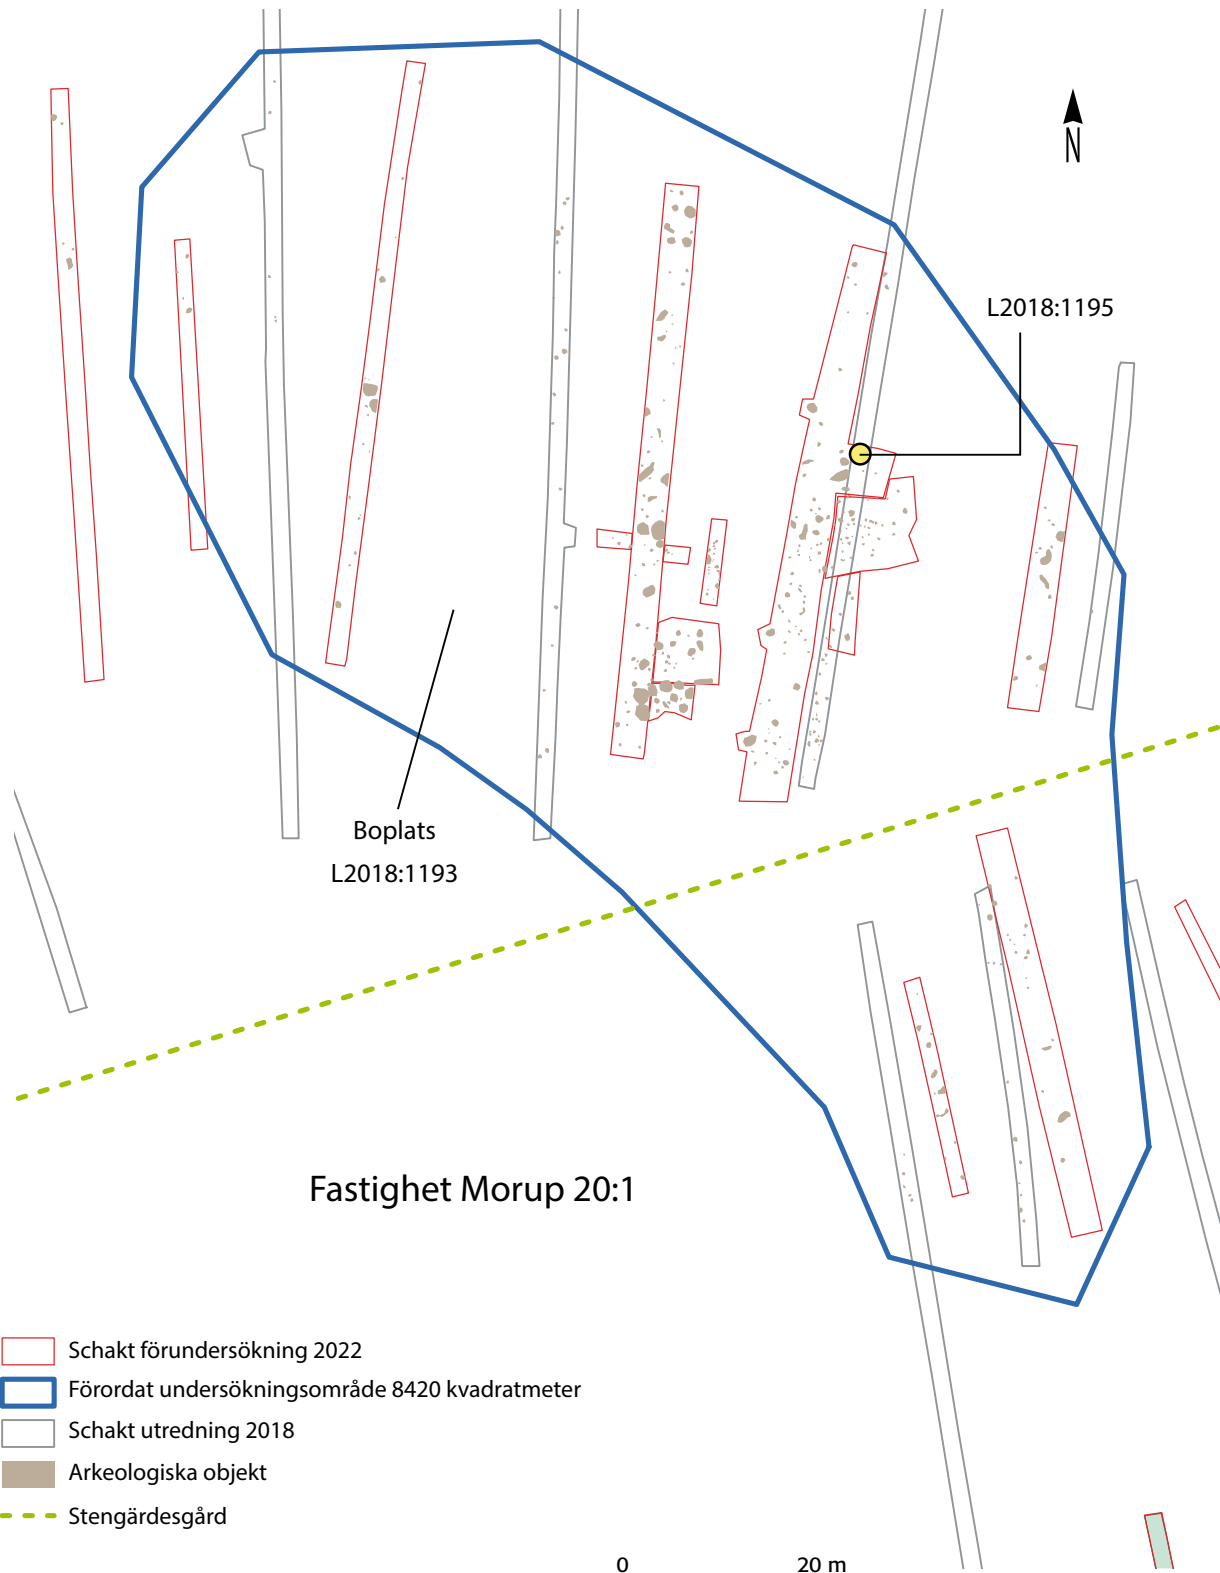 N
L2018:1195
Boplats
L2018:1193
Fastighet Morup 20:1
Schakt förundersökning 2022
Förordat undersökningsområde 8420 kvadratmeter
Schakt utredning 2018
Arkeologiska objekt
Stengärdesgård
0 20 m